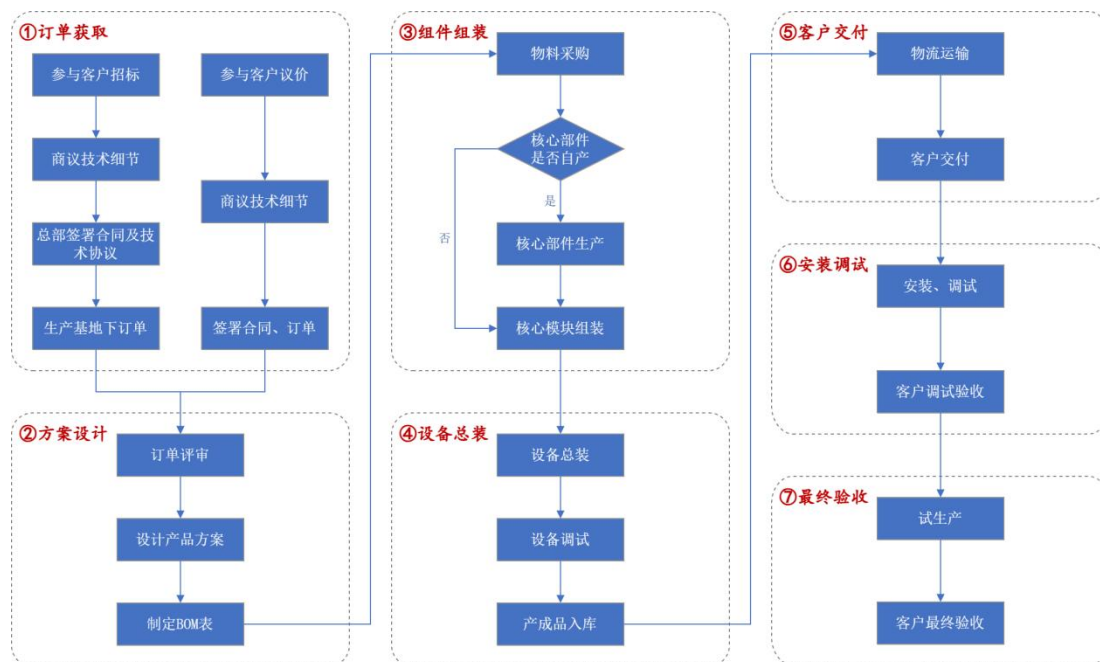 ①订单获取
参与客户招标
参与客户议价
商议技术细节
商议技术细节
总部签署合同及技
术协议
生产基地下订单
签署合同、订单
②方案设计
订单评审
设计产品方案
制定BOM表
③组件组装
物料采购
核心部件
是否自产
是
否
核心部件生产
核心模块组装
④设备总装
设备总装
设备调试
产成品入库
⑤客户交付
物流运输
客户交付
⑥安装调试
安装、调试
客户调试验收
⑦最终验收
试生产
客户最终验收